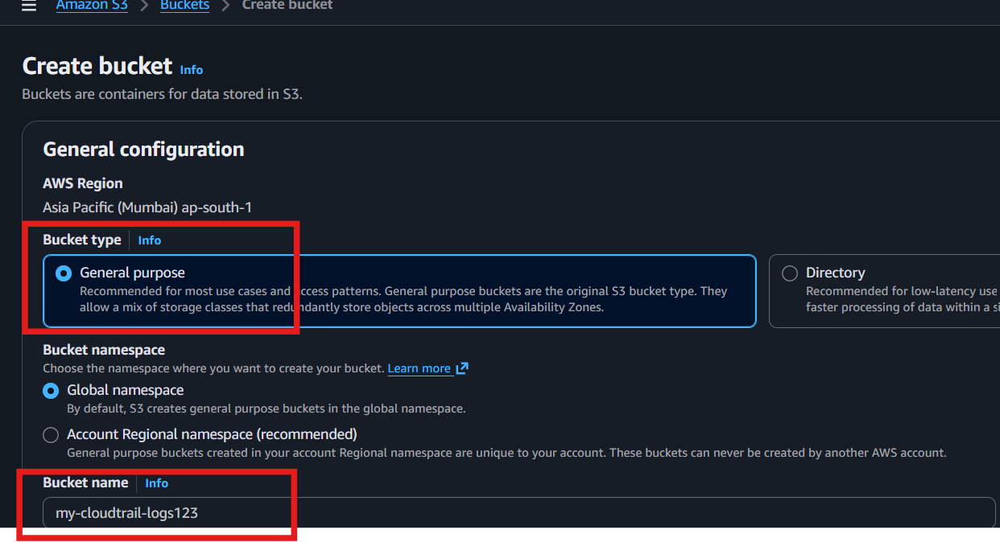 Amazon S3 > Buckets > Create bucket
Create bucket Info
Buckets are containers for data stored in S3.
General configuration
AWS Region
Asia Pacific (Mumbai) ap-south-1
Bucket type Info
General purpose
Recommended for most use cases and access patterns. General purpose buckets are the original S3 bucket type. They
allow a mix of storage classes that redundantly store objects across multiple Availability Zones.
Directory
Recommended for low-latency use
faster processing of data within a
Bucket namespace
Choose the namespace where you want to create your bucket. Learn more
Global namespace
By default, S3 creates general purpose buckets in the global namespace.
Account Regional namespace (recommended)
General purpose buckets created in your account Regional namespace are unique to your account. These buckets can never be created by another AWS account.
Bucket name Info
my-cloudtrail-logs123